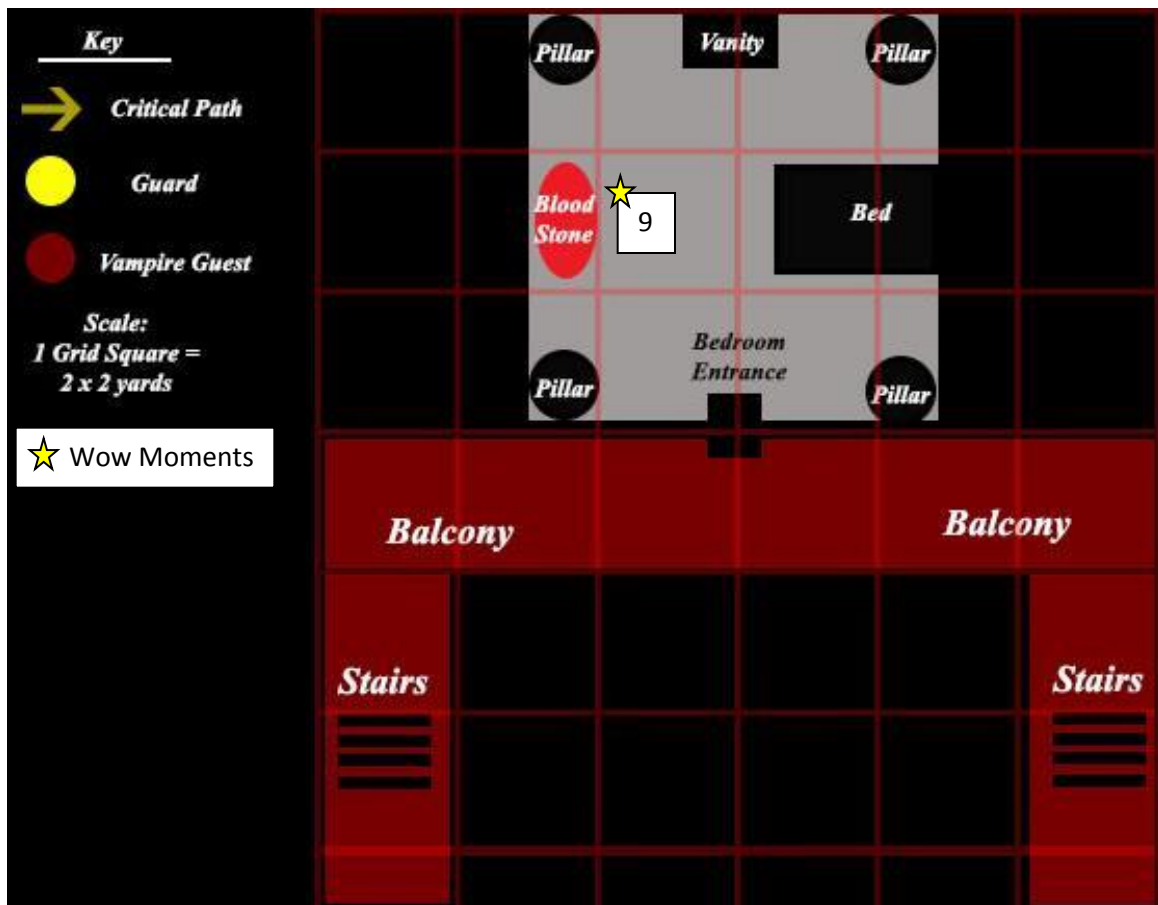 Key
Critical Path
Guard
Vampire Guest
Scale:
1 Grid Square =
2 x 2 yards
Wow Moments
Pillar
Vanity
Pillar
Blood
Stone
9
Bed
Bedroom
Entrance
Pillar
Pillar
Balcony
Balcony
Stairs
Stairs